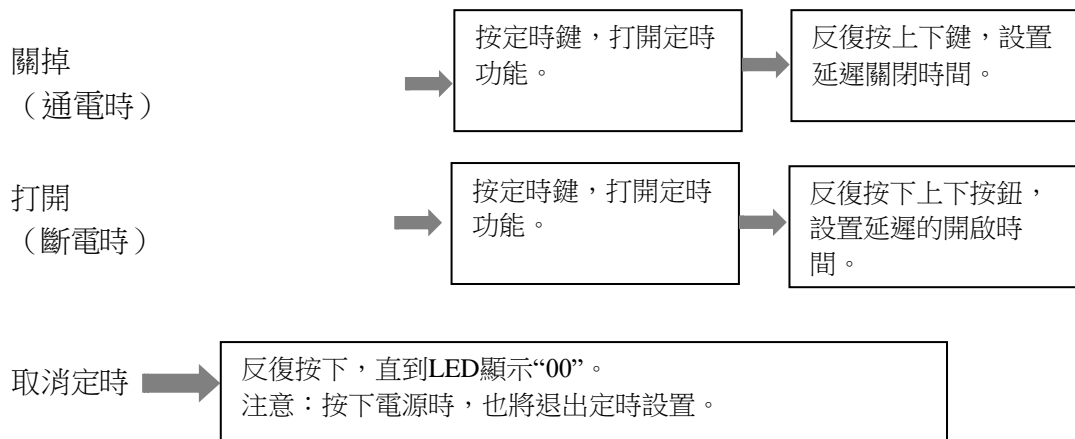 關掉
（通電時）
按定時鍵，打開定時
功能。
反復按上下鍵，設置
延遲關閉時間。
打開
（斷電時）
按定時鍵，打開定時
功能。
反復按下上下按鈕，
設置延遲的開啟時
間。
取消定時
反復按下，直到LED顯示“00”。
注意：按下電源時，也將退出定時設置。